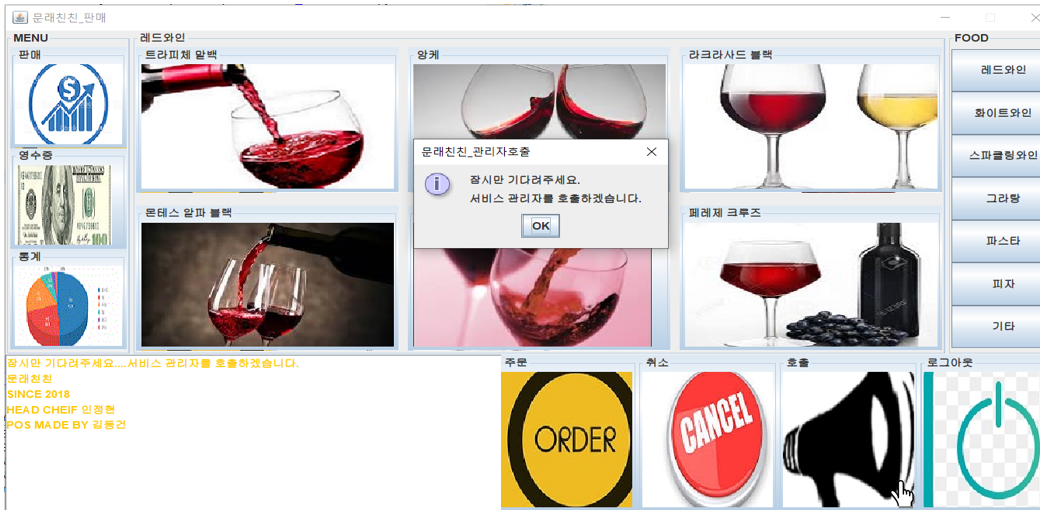 문래친친_판매
MENU
판매
영수증
통계
레드와인
트라피체 말백
앙케
라크라사드 블랙
몬테스 알파 블랙
페레제 크루즈
문래친친_관리자호출
잠시만 기다려주세요.
서비스 관리자를 호출하겠습니다.
OK
FOOD
레드와인
화이트와인
스파클링와인
그라탕
파스타
피자
기타
잠시만 기다려주세요....서비스 관리자를 호출하겠습니다.
문래친친
SINCE 2018
HEAD CHEIF 인정현
POS MADE BY 김동건
주문
ORDER
취소
CANCEL
호출
로그아웃